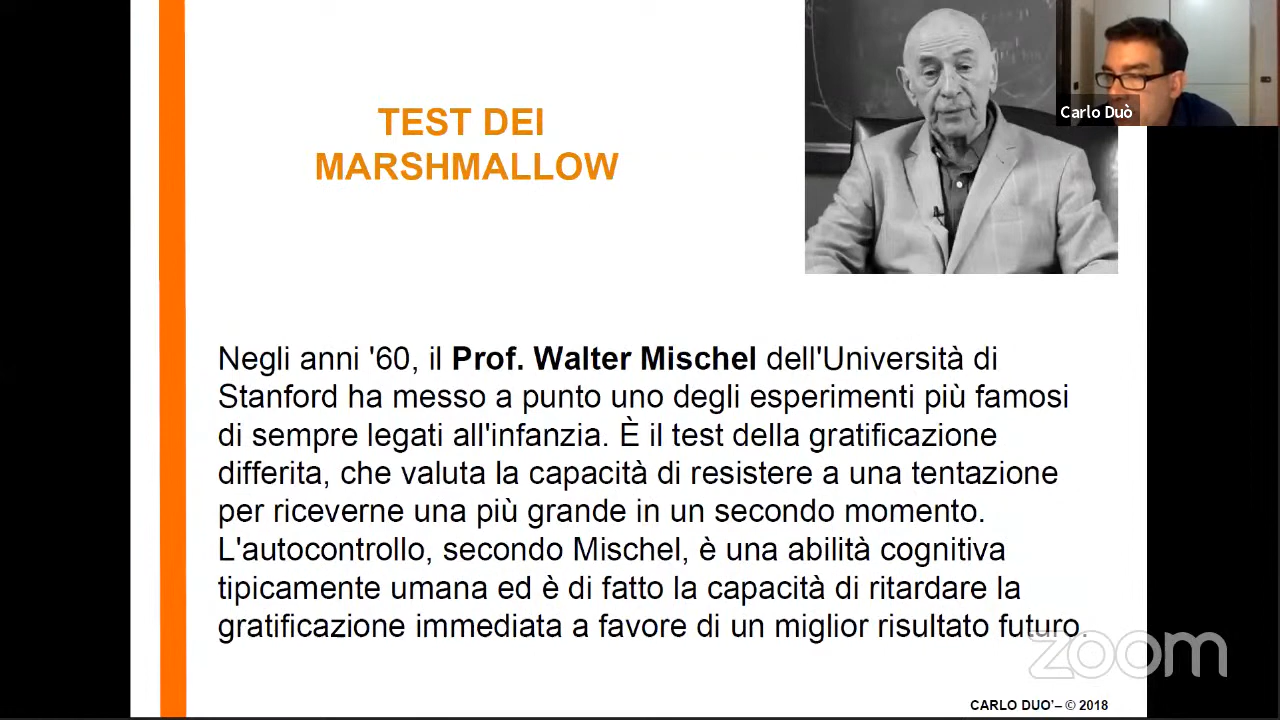 TEST DEI
MARSHMALLOW
Carlo Duò
Negli anni '60, il Prof. Walter Mischel dell'Università di
Stanford ha messo a punto uno degli esperimenti più famosi
di sempre legati all'infanzia. È il test della gratificazione
differita, che valuta la capacità di resistere a una tentazione
per riceverne una più grande in un secondo momento.
L'autocontrollo, secondo Mischel, è una abilità cognitiva
tipicamente umana ed è di fatto la capacità di ritardare la
gratificazione immediata a favore di un miglior risultato futuro.
zoom
CARLO DUO'– © 2018